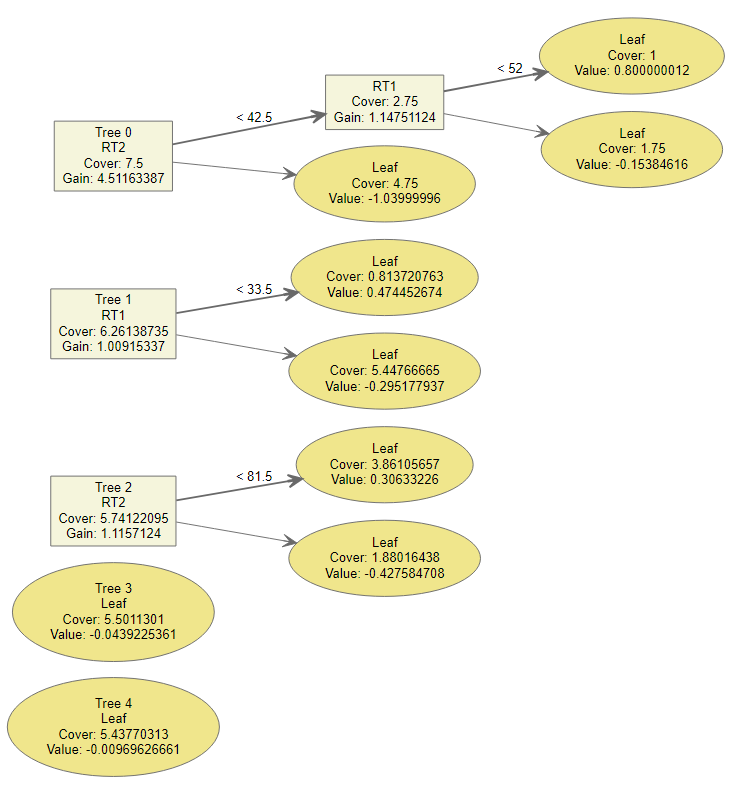 Tree 0
RT2
Cover: 7.5
Gain: 4.51163387
< 42.5
RT1
Cover: 2.75
Gain: 1.14751124
< 52
Leaf
Cover: 1
Value: 0.800000012
Leaf
Cover: 1.75
Value: -0.15384616
Leaf
Cover: 4.75
Value: -1.03999996
Tree 1
RT1
Cover: 6.26138735
Gain: 1.00915337
< 33.5
Leaf
Cover: 0.813720763
Value: 0.474452674
Leaf
Cover: 5.44766665
Value: -0.295177937
Tree 2
RT2
Cover: 5.74122095
Gain: 1.1157124
< 81.5
Leaf
Cover: 3.86105657
Value: 0.30633226
Leaf
Cover: 1.88016438
Value: -0.427584708
Tree 3
Leaf
Cover: 5.5011301
Value: -0.0439225361
Tree 4
Leaf
Cover: 5.43770313
Value: -0.00969626661